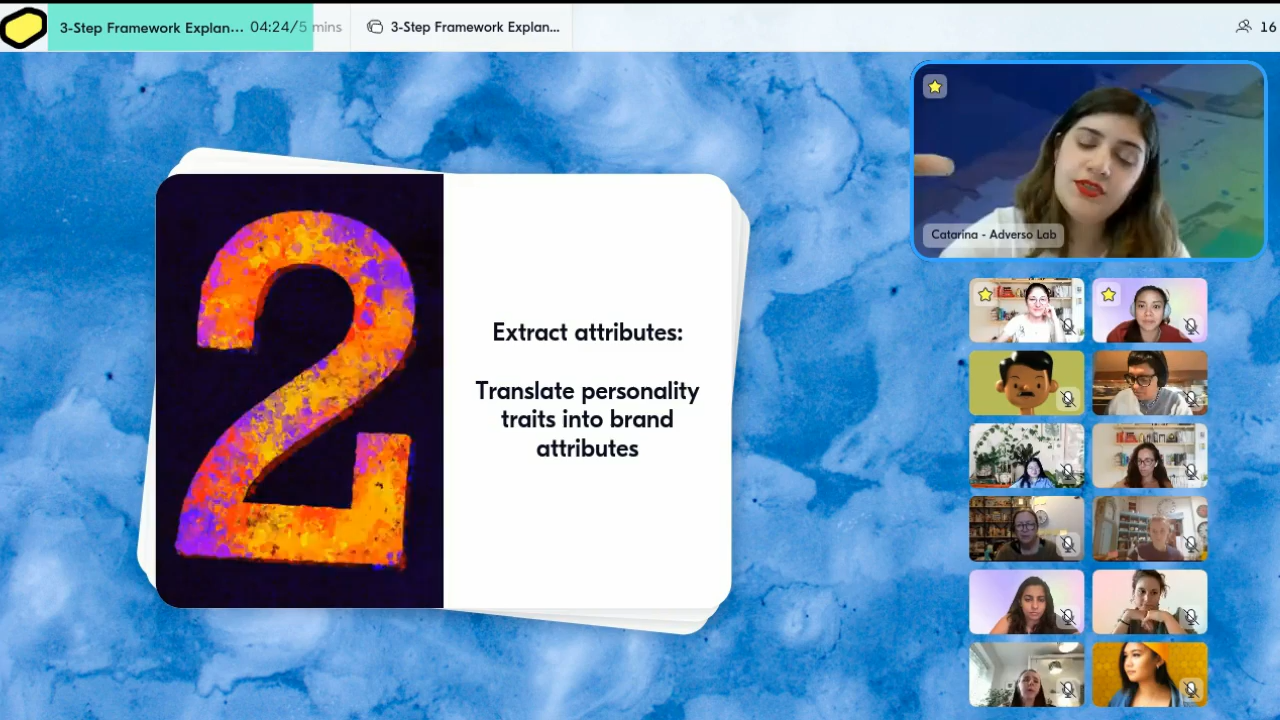 3-Step Framework Explan... 04:24/5 mins
3-Step Framework Explan...
16
2
Extract attributes:
Translate personality
traits into brand
attributes
Catarina - Adverso Lab